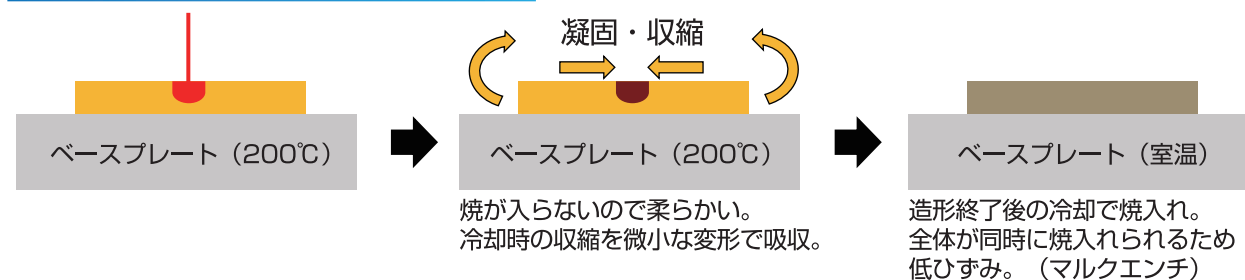 凝固・収縮
ベースプレート（200℃）
ベースプレート（200℃）
ベースプレート（室温）
焼が入らないので柔らかい。
冷却時の収縮を微小な変形で吸収。
造形終了後の冷却で焼入れ。
全体が同時に焼入れられるため
低ひずみ。（マルクエンチ）